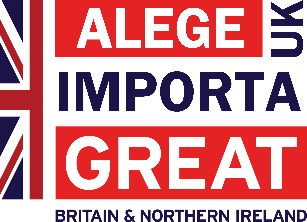 ALEGE
UK
IMPORTA
GREAT
BRITAIN & NORTHERN IRELAND